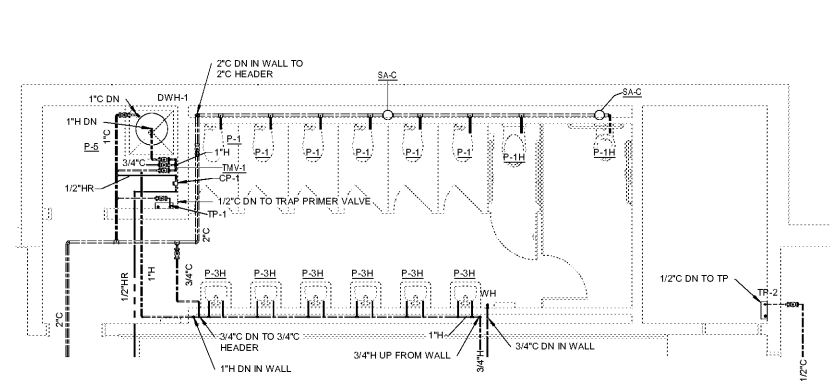 2"C DN IN WALL TO
2"C HEADER
SA-C
SA-C
1"C DN
DWH-1
1"H DN
1"C
P-5
P-1
P-1
P-1
P-1
P-1
P-1
P-1H
P-1H
1"H
3/4"C
TMV-1
CP-1
1/2"HR
1/2"C DN TO TRAP PRIMER VALVE
TP-1
2"C
1/2"HR
1"H
3/4"C
P-3H
P-3H
P-3H
P-3H
P-3H
P-3H
1/2"C DN TO TP
TP-2
WH
2"C
3/4"C DN TO 3/4"C
HEADER
1"H
3/4"C DN IN WALL
3/4"H UP FROM WALL
3/4"H
1"H DN IN WALL
1/2"C